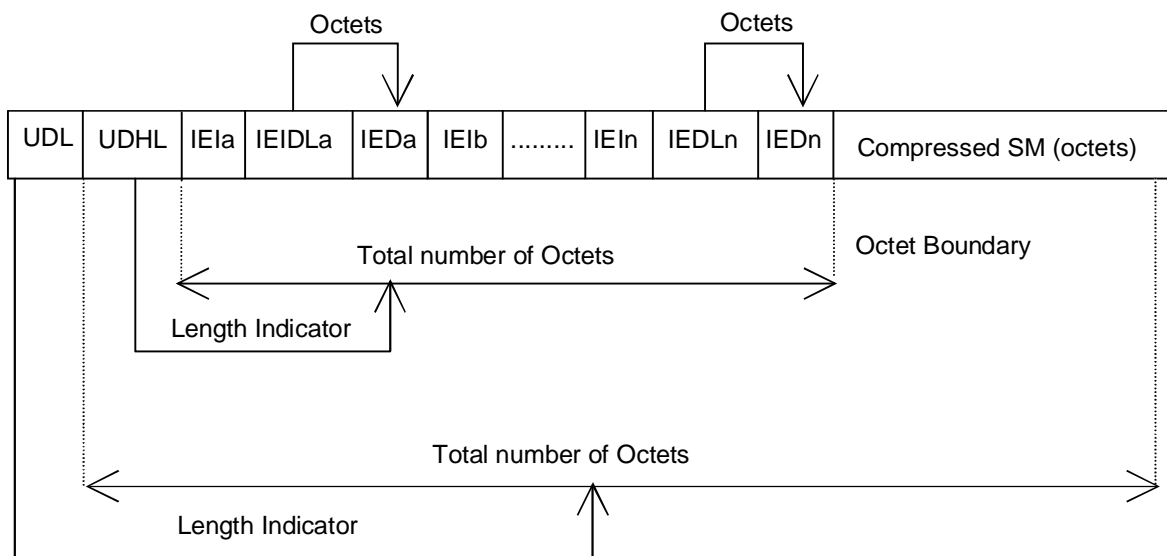 Octets
Octets
UDL UDHL IEIa IEIDLa IEDa IEIb ......... IEIn IEDLn IEDn Compressed SM (octets)
Total number of Octets
Octet Boundary
Length Indicator
Total number of Octets
Length Indicator